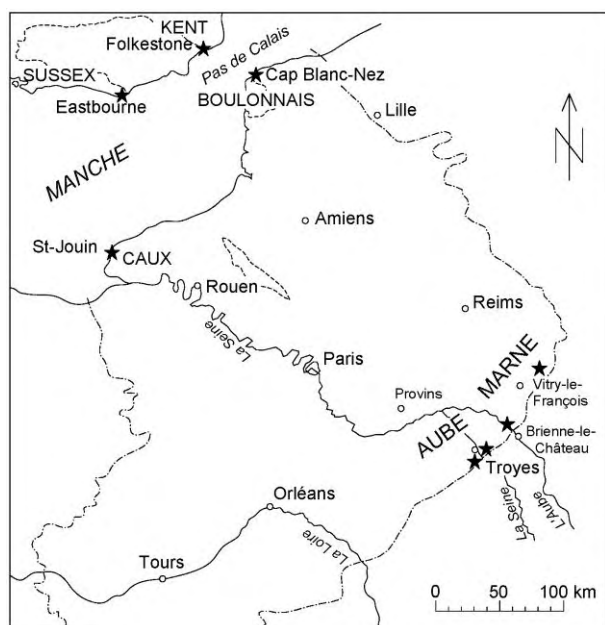 KENT
Folkestone
Pas de Calais
SUSSEX
Cap Blanc-Nez
Eastbourne
BOULONNAIS
Lille
N
MANCHE
Amiens
St-Jouin
CAUX
Rouen
La Seine
Reims
Paris
MARNE
Provins
Vitry-le-
François
AUBE
Brienne-le-
Château
Troyes
La Seine
L'Aube
Orléans
La Loire
Tours
0 50 100 km